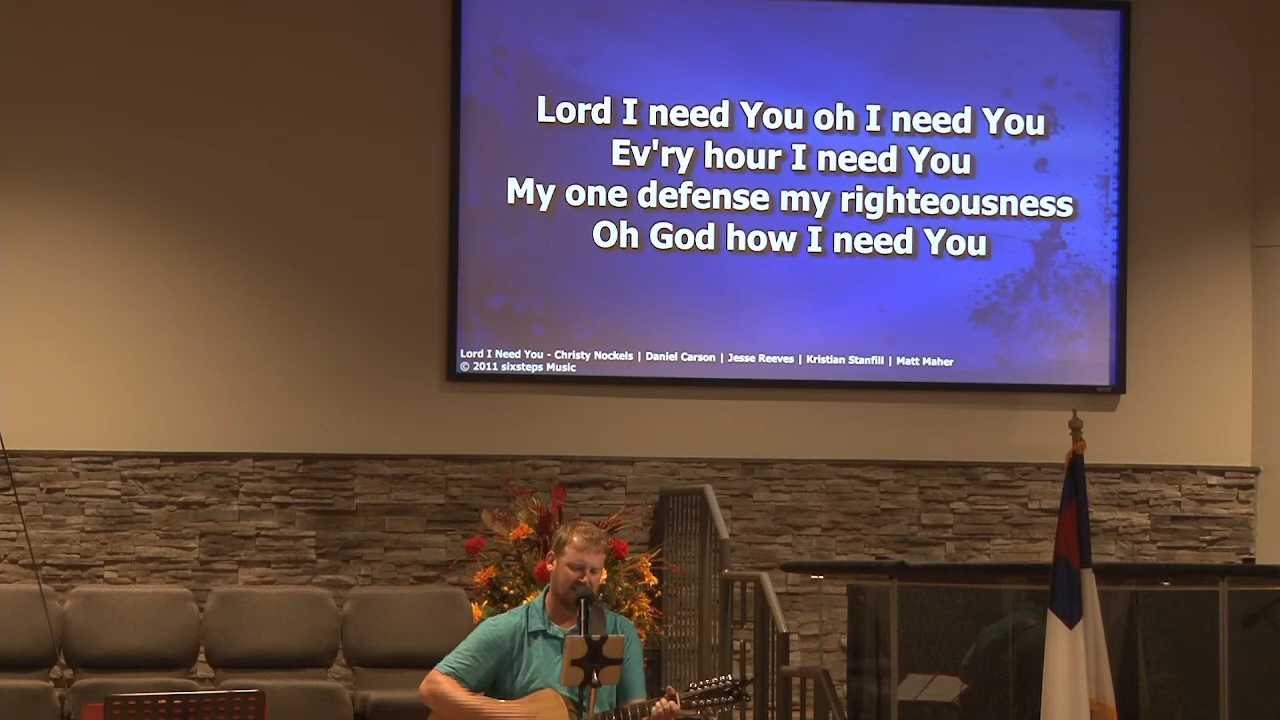 Lord I need You oh I need You
Ev'ry hour I need You
My one defense my righteousness
Oh God how I need You
Lord I Need You - Christy Nockels | Daniel Carson | Jesse Reeves | Kristian Stanfill | Matt Maher
© 2011 sixsteps Music